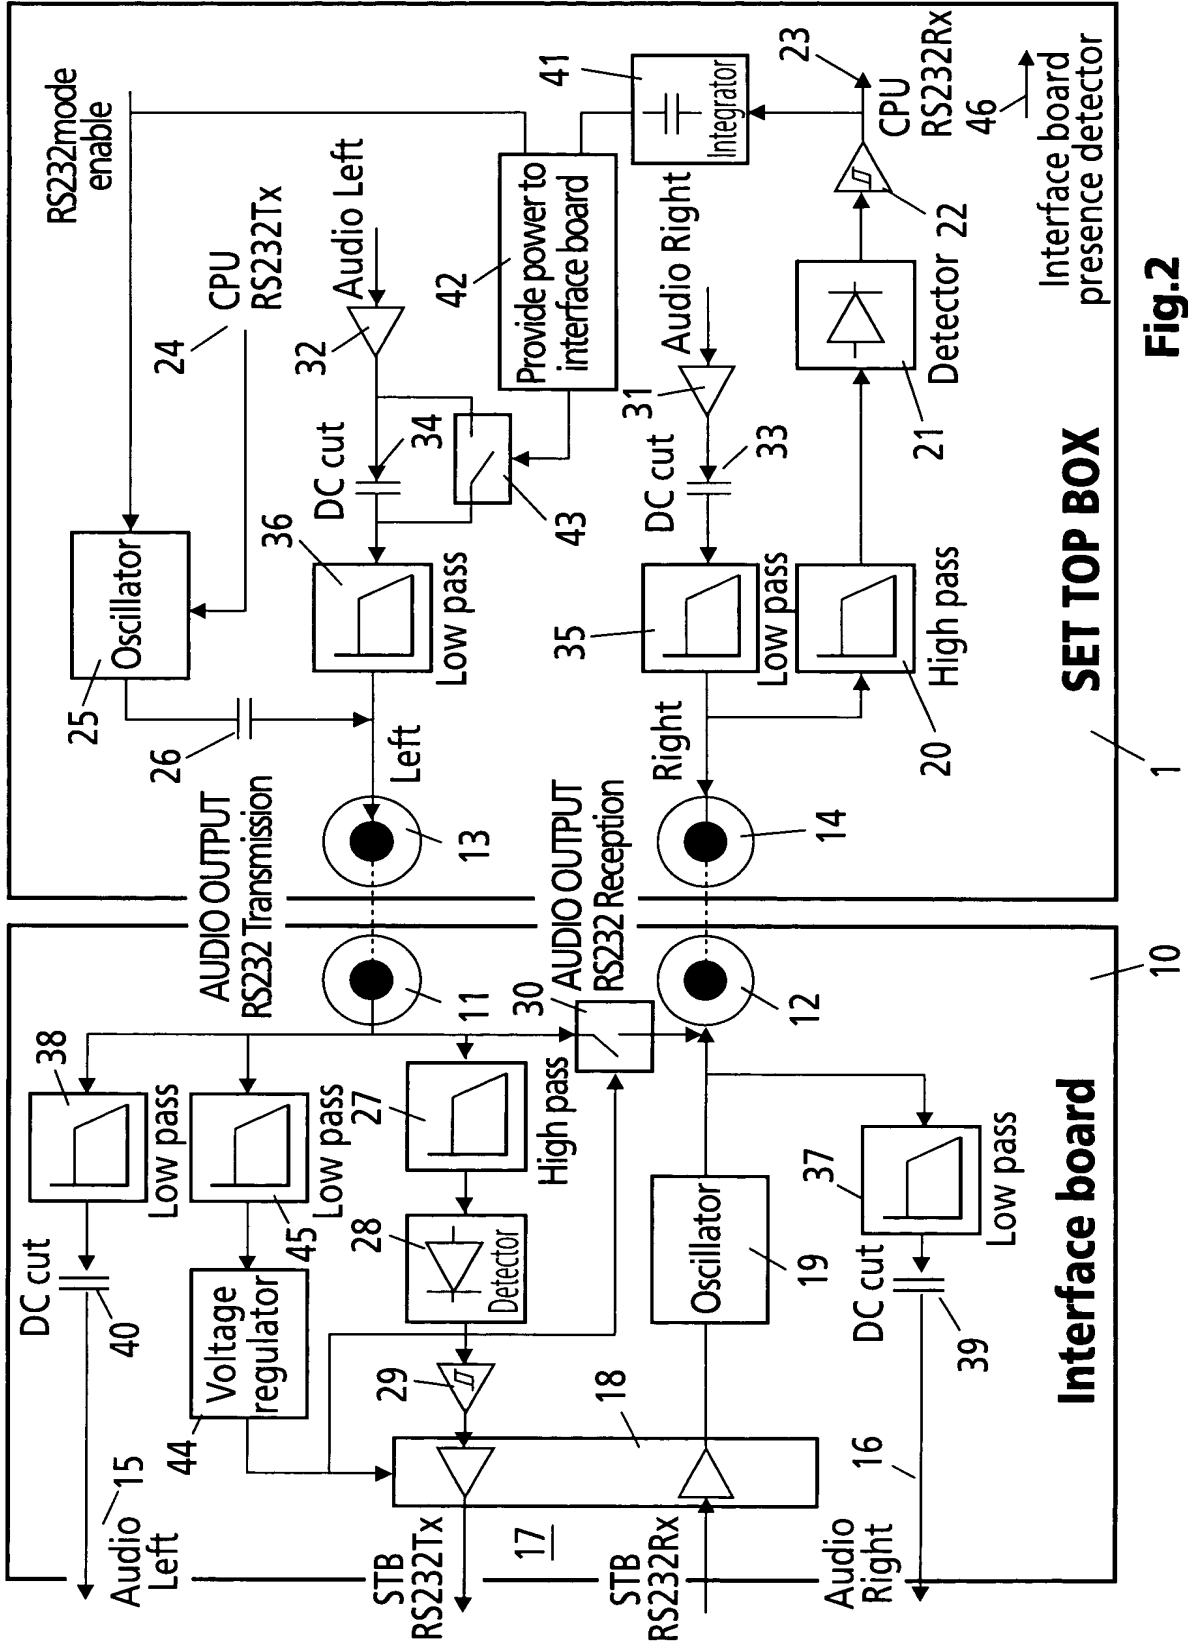 RS232mode
enable
24
CPU
RS232Tx
Oscillator
25
26
32
Audio Left
DC cut
34
36
Low pass
43
42
Provide power to
interface board
41
Integrator
Audio Right
31
DC cut
33
35
Low pass
23
CPU
RS232Rx
22
Detector
21
High pass
20
46
Interface board
presence detector
Left
Right
AUDIO OUTPUT
RS232 Transmission
13
AUDIO OUTPUT
RS232 Reception
14
SET TOP BOX
1
11
12
30
38
Low pass
DC cut
40
45
Low pass
Voltage
regulator
44
27
High pass
28
Detector
29
18
Oscillator
19
37
Low pass
DC cut
39
15
Audio
Left
STB
RS232Tx
17
STB
RS232Rx
16
Audio
Right
Interface board
10
Fig.2